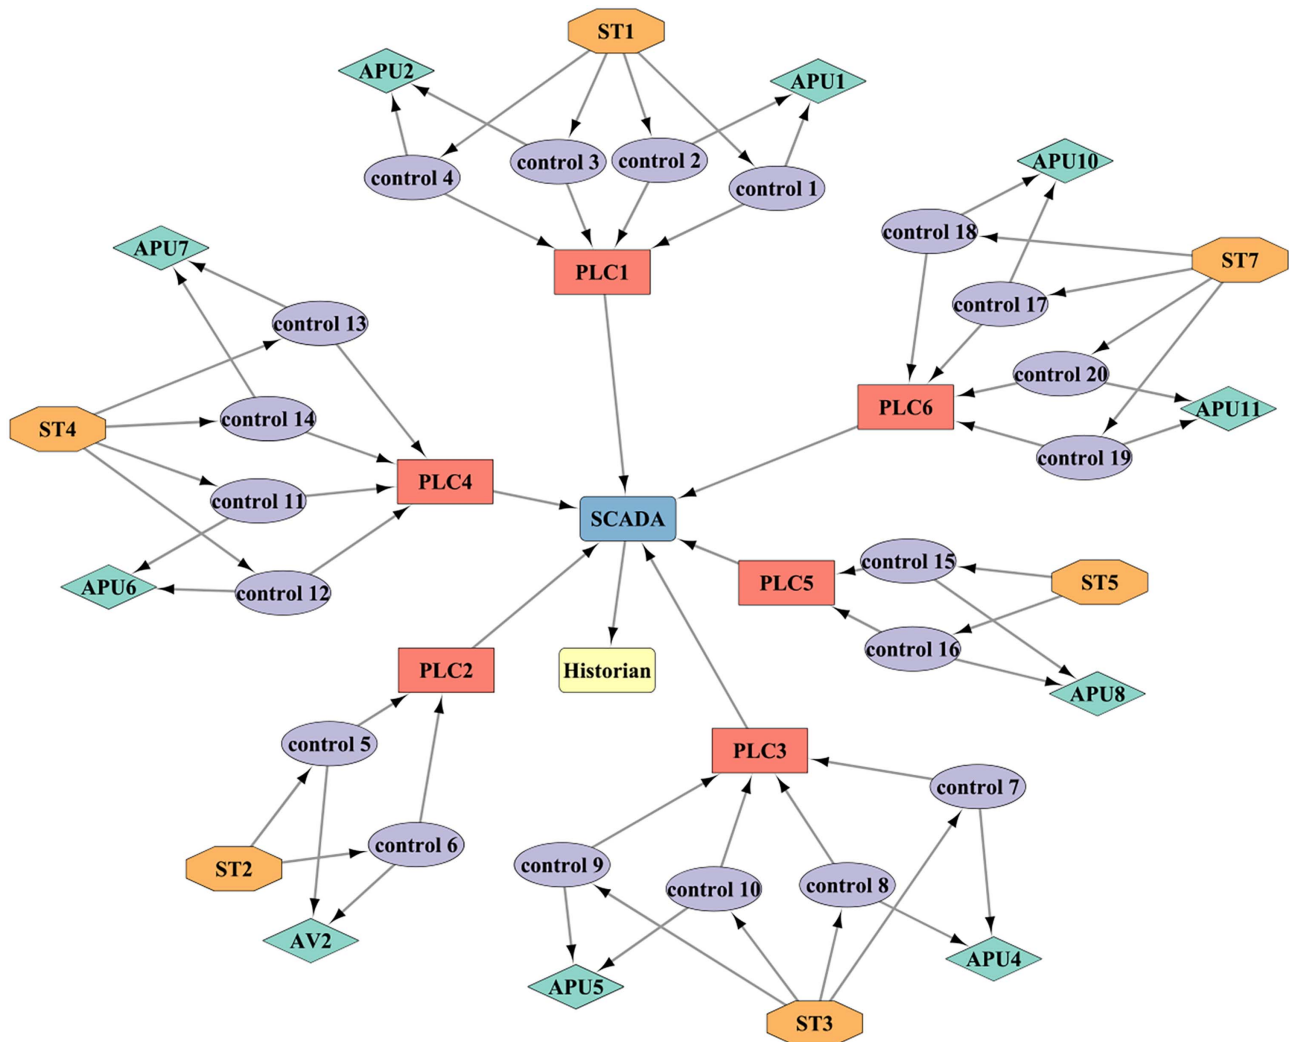 ST1
APU2
APU1
control 4
control 3
control 2
control 1
PLC1
APU10
control 18
control 17
ST7
control 20
PLC6
APU11
control 19
APU7
control 13
control 14
ST4
PLC4
control 11
APU6
control 12
SCADA
Historian
PLC5
control 15
ST5
control 16
APU8
PLC2
control 5
control 6
ST2
AV2
PLC3
control 7
control 9
control 10
control 8
APU5
APU4
ST3